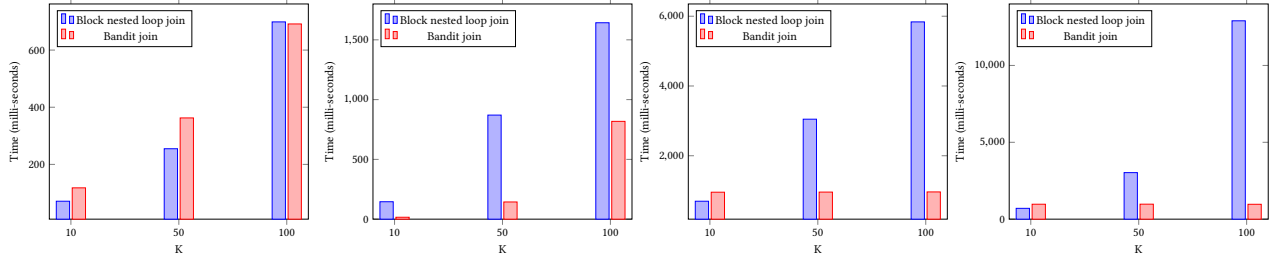 Block nested loop join
Bandit join
600
400
200
Time (milli-seconds)
10
50
100
K
Block nested loop join
Bandit join
1,500
1,000
500
0
Time (milli-seconds)
10
50
100
K
Block nested loop join
Bandit join
6,000
4,000
2,000
Time (milli-seconds)
10
50
100
K
Block nested loop join
Bandit join
10,000
5,000
0
Time (milli-seconds)
10
50
100
K